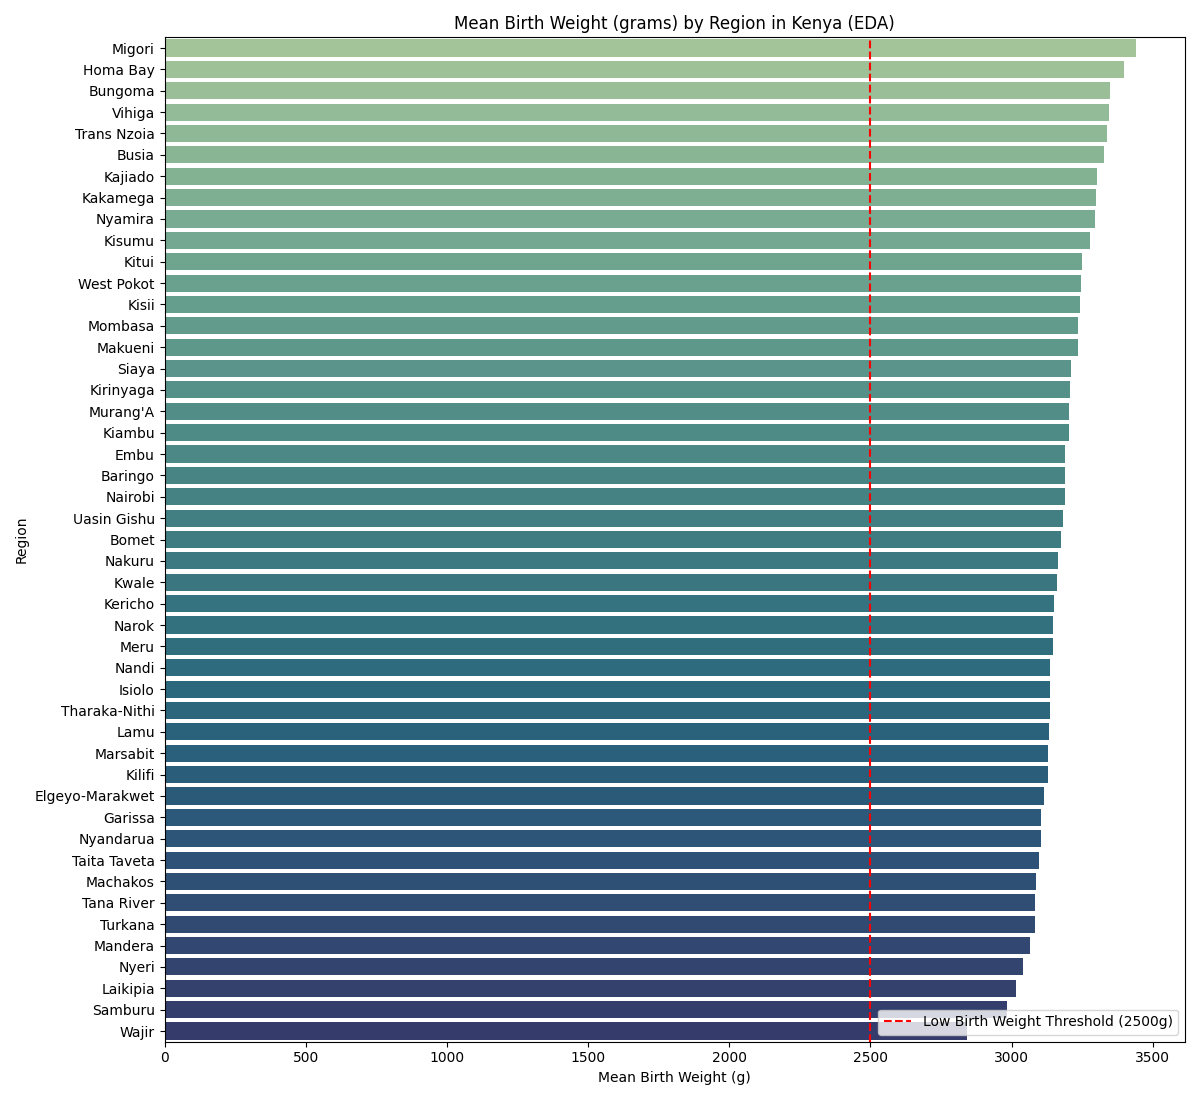 Mean Birth Weight (grams) by Region in Kenya (EDA)
Region
Migori
Homa Bay
Bungoma
Vihiga
Trans Nzoia
Busia
Kajiado
Kakamega
Nyamira
Kisumu
Kitui
West Pokot
Kisii
Mombasa
Makueni
Siaya
Kirinyaga
Murang'A
Kiambu
Embu
Baringo
Nairobi
Uasin Gishu
Bomet
Nakuru
Kwale
Kericho
Narok
Meru
Nandi
Isiolo
Tharaka-Nithi
Lamu
Marsabit
Kilifi
Elgeyo-Marakwet
Garissa
Nyandarua
Taita Taveta
Machakos
Tana River
Turkana
Mandera
Nyeri
Laikipia
Samburu
Wajir
Low Birth Weight Threshold (2500g)
0 500 1000 1500 2000 2500 3000 3500
Mean Birth Weight (g)